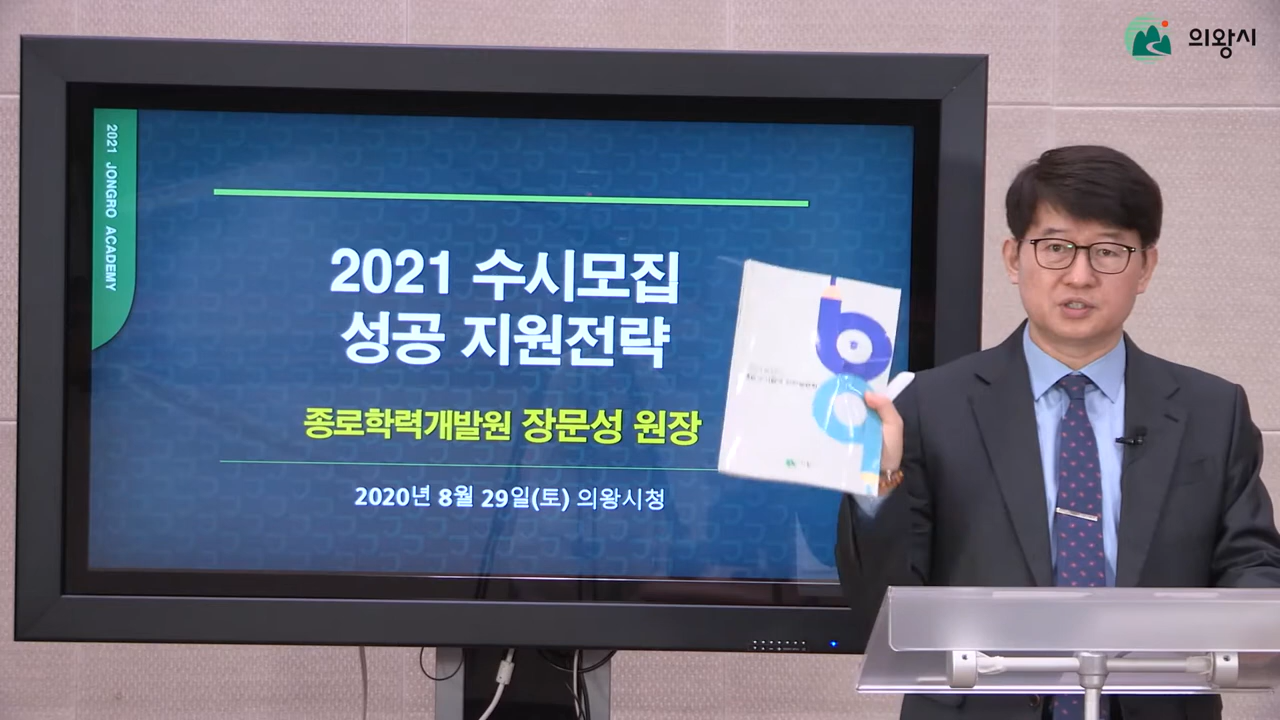 의왕시
2021 JONGRO ACADEMY
2021 수시모집
성공 지원전략
종로학력개발원 장문성 원장
2020년 8월 29일(토) 의왕시청